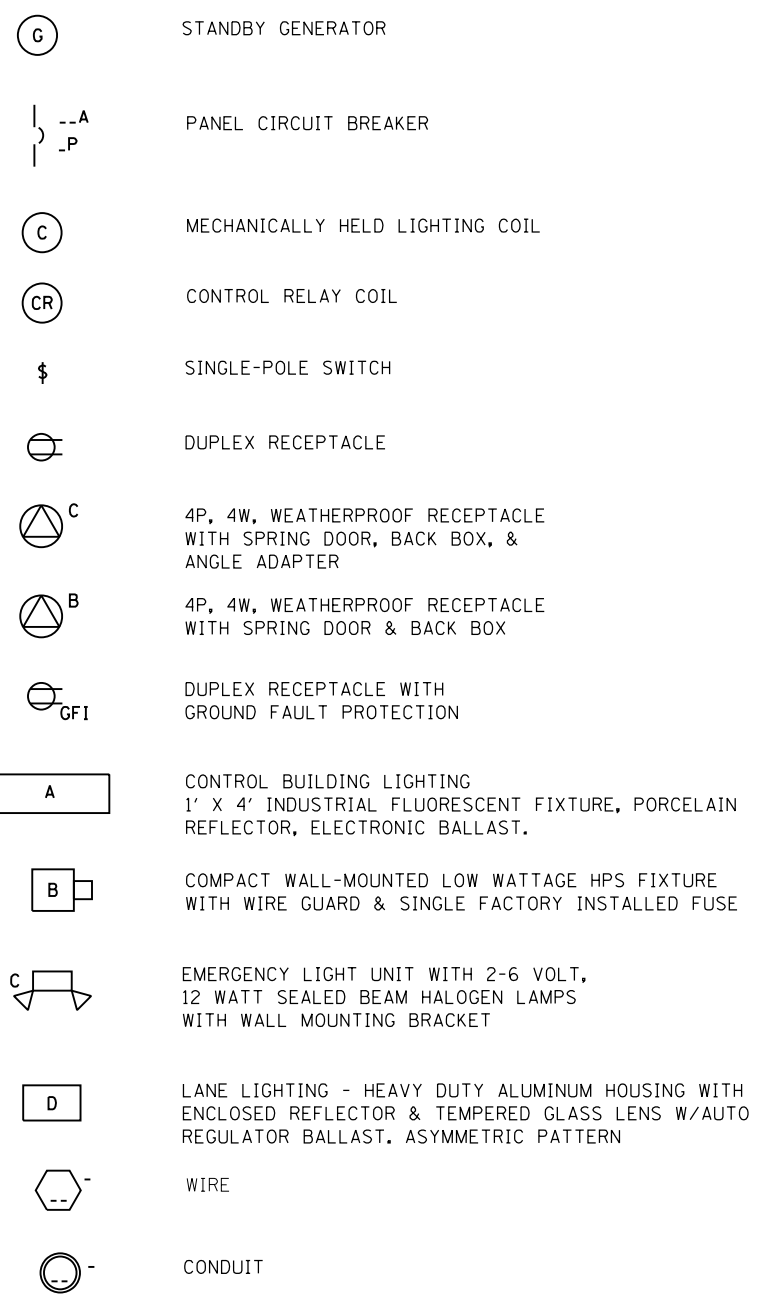 G STANDBY GENERATOR
--A
PANEL CIRCUIT BREAKER
-P
C MECHANICALLY HELD LIGHTING COIL
CR CONTROL RELAY COIL
$ SINGLE-POLE SWITCH
DUPLEX RECEPTACLE
C 4P, 4W, WEATHERPROOF RECEPTACLE
WITH SPRING DOOR, BACK BOX, &
ANGLE ADAPTER
B 4P, 4W, WEATHERPROOF RECEPTACLE
WITH SPRING DOOR & BACK BOX
DUPLEX RECEPTACLE WITH
GFI GROUND FAULT PROTECTION
CONTROL BUILDING LIGHTING
A 1' X 4' INDUSTRIAL FLUORESCENT FIXTURE, PORCELAIN
REFLECTOR, ELECTRONIC BALLAST.
B COMPACT WALL-MOUNTED LOW WATTAGE HPS FIXTURE
WITH WIRE GUARD & SINGLE FACTORY INSTALLED FUSE
C EMERGENCY LIGHT UNIT WITH 2-6 VOLT,
12 WATT SEALED BEAM HALOGEN LAMPS
WITH WALL MOUNTING BRACKET
LANE LIGHTING - HEAVY DUTY ALUMINUM HOUSING WITH
D ENCLOSED REFLECTOR & TEMPERED GLASS LENS W/AUTO
REGULATOR BALLAST. ASYMMETRIC PATTERN
-- - WIRE
-- - CONDUIT